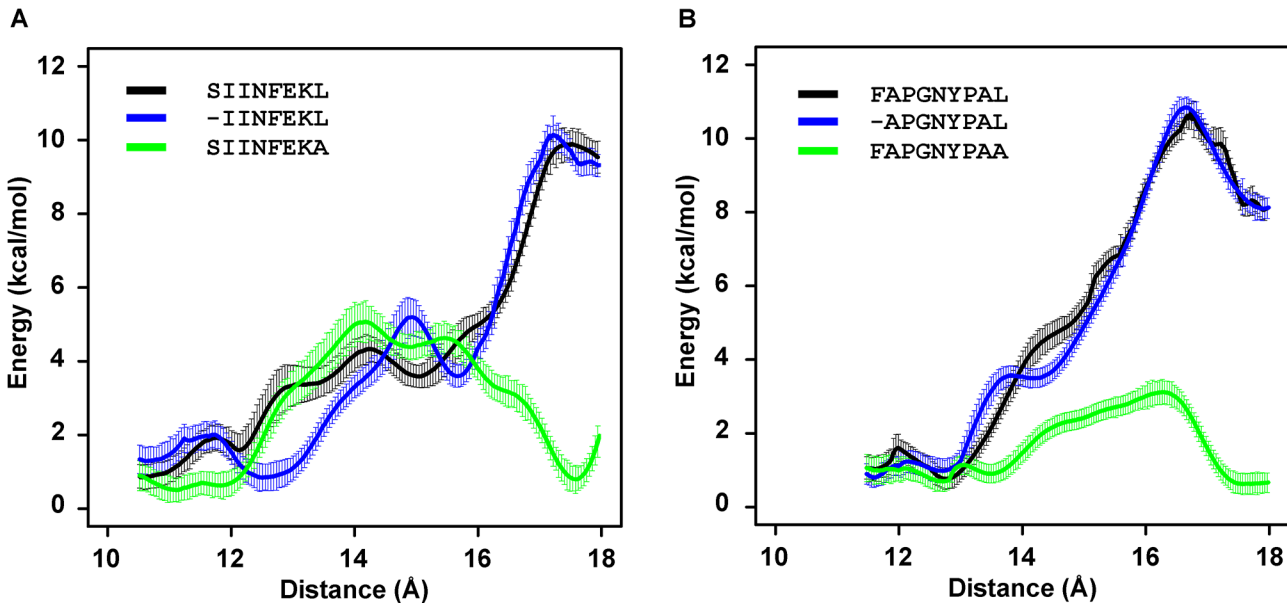 A
Energy (kcal/mol)
12
10
8
6
4
2
0
SIINFEKL
-IINFEKL
SIINFEKA
10 12 14 16 18
Distance (Å)
B
Energy (kcal/mol)
12
10
8
6
4
2
0
FAPGNYPAL
-APGNYPAL
FAPGNYPAA
10 12 14 16 18
Distance (Å)